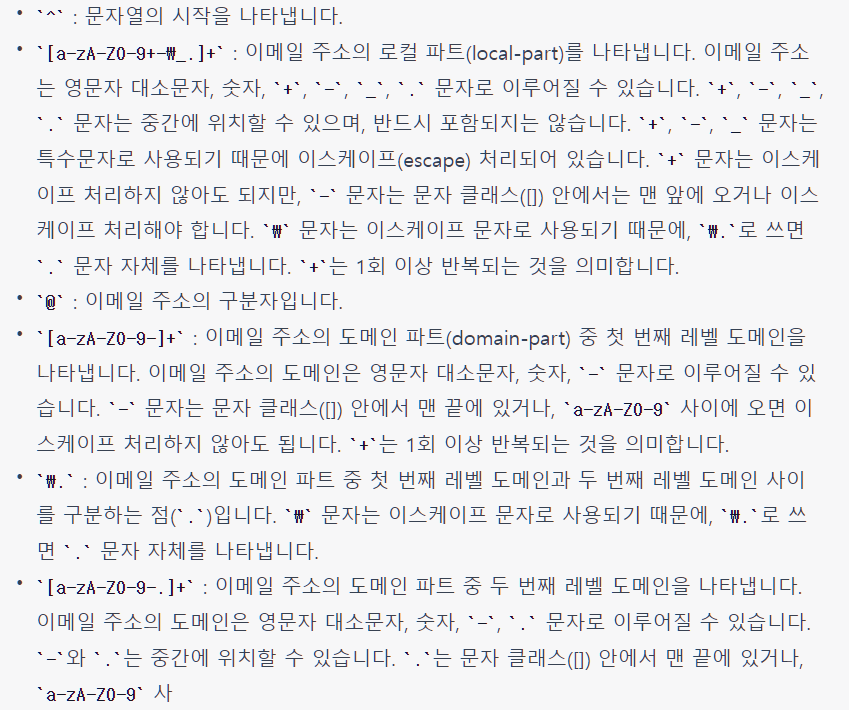 • `^` : 문자열의 시작을 나타냅니다.
• `[a-zA-Z0-9+-₩_.]+` : 이메일 주소의 로컬 파트(local-part)를 나타냅니다. 이메일 주소
는 영문자 대소문자, 숫자, `+`, `-`, `_`, `.` 문자로 이루어질 수 있습니다. `+`, `-`, `_`,
`.` 문자는 중간에 위치할 수 있으며, 반드시 포함되지는 않습니다. `+`, `-`, `_` 문자는
특수문자로 사용되기 때문에 이스케이프(escape) 처리되어 있습니다. `+` 문자는 이스케
이프 처리하지 않아도 되지만, `-` 문자는 문자 클래스([]) 안에서는 맨 앞에 오거나 이스
케이프 처리해야 합니다. `₩` 문자는 이스케이프 문자로 사용되기 때문에, `₩.`로 쓰면
`.` 문자 자체를 나타냅니다. `+`는 1회 이상 반복되는 것을 의미합니다.
• `@` : 이메일 주소의 구분자입니다.
• `[a-zA-Z0-9-]+` : 이메일 주소의 도메인 파트(domain-part) 중 첫 번째 레벨 도메인을
나타냅니다. 이메일 주소의 도메인은 영문자 대소문자, 숫자, `-` 문자로 이루어질 수 있
습니다. `-` 문자는 문자 클래스([]) 안에서 맨 끝에 있거나, `a-zA-Z0-9` 사이에 오면 이
스케이프 처리하지 않아도 됩니다. `+`는 1회 이상 반복되는 것을 의미합니다.
• `₩.` : 이메일 주소의 도메인 파트 중 첫 번째 레벨 도메인과 두 번째 레벨 도메인 사이
를 구분하는 점(`.`)입니다. `₩` 문자는 이스케이프 문자로 사용되기 때문에, `₩.`로 쓰
면 `.` 문자 자체를 나타냅니다.
• `[a-zA-Z0-9-.]+` : 이메일 주소의 도메인 파트 중 두 번째 레벨 도메인을 나타냅니다.
이메일 주소의 도메인은 영문자 대소문자, 숫자, `-`, `.` 문자로 이루어질 수 있습니다.
`-`와 `.`는 중간에 위치할 수 있습니다. `.`는 문자 클래스([]) 안에서 맨 끝에 있거나,
`a-zA-Z0-9` 사